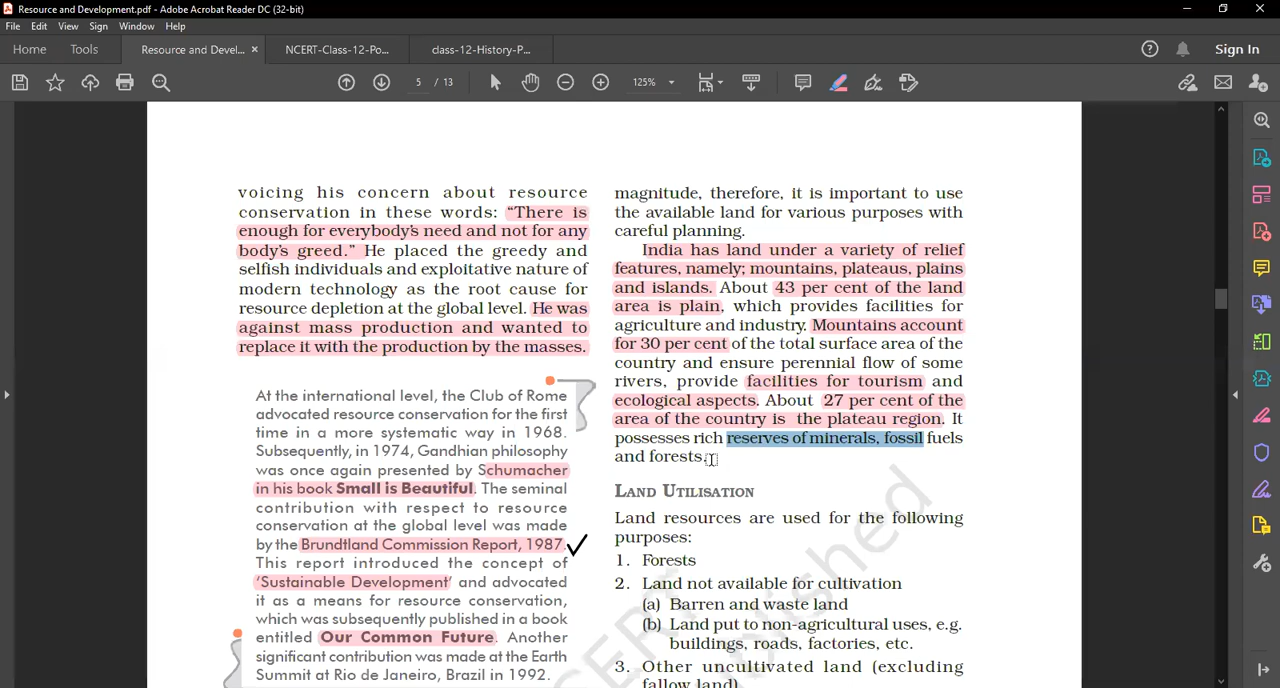 Resource and Development.pdf - Adobe Acrobat Reader DC (32-bit)
File Edit View Sign Window Help
Home Tools Resource and Devel... × NCERT-Class-12-Po... class-12-History-P... Sign In
5 / 13 125%
voicing his concern about resource
conservation in these words: “There is
enough for everybody’s need and not for any
body’s greed.” He placed the greedy and
selfish individuals and exploitative nature of
modern technology as the root cause for
resource depletion at the global level. He was
against mass production and wanted to
replace it with the production by the masses.
At the international level, the Club of Rome
advocated resource conservation for the first
time in a more systematic way in 1968.
Subsequently, in 1974, Gandhian philosophy
was once again presented by Schumacher
in his book Small is Beautiful. The seminal
contribution with respect to resource
conservation at the global level was made
by the Brundtland Commission Report, 1987.
This report introduced the concept of
‘Sustainable Development’ and advocated
it as a means for resource conservation,
which was subsequently published in a book
entitled Our Common Future. Another
significant contribution was made at the Earth
Summit at Rio de Janeiro, Brazil in 1992.
magnitude, therefore, it is important to use
the available land for various purposes with
careful planning.
India has land under a variety of relief
features, namely; mountains, plateaus, plains
and islands. About 43 per cent of the land
area is plain, which provides facilities for
agriculture and industry. Mountains account
for 30 per cent of the total surface area of the
country and ensure perennial flow of some
rivers, provide facilities for tourism and
ecological aspects. About 27 per cent of the
area of the country is the plateau region. It
possesses rich reserves of minerals, fossil fuels
and forests.
LAND UTILISATION
Land resources are used for the following
purposes:
1. Forests
2. Land not available for cultivation
(a) Barren and waste land
(b) Land put to non-agricultural uses, e.g.
buildings, roads, factories, etc.
3. Other uncultivated land (excluding
fallow land)